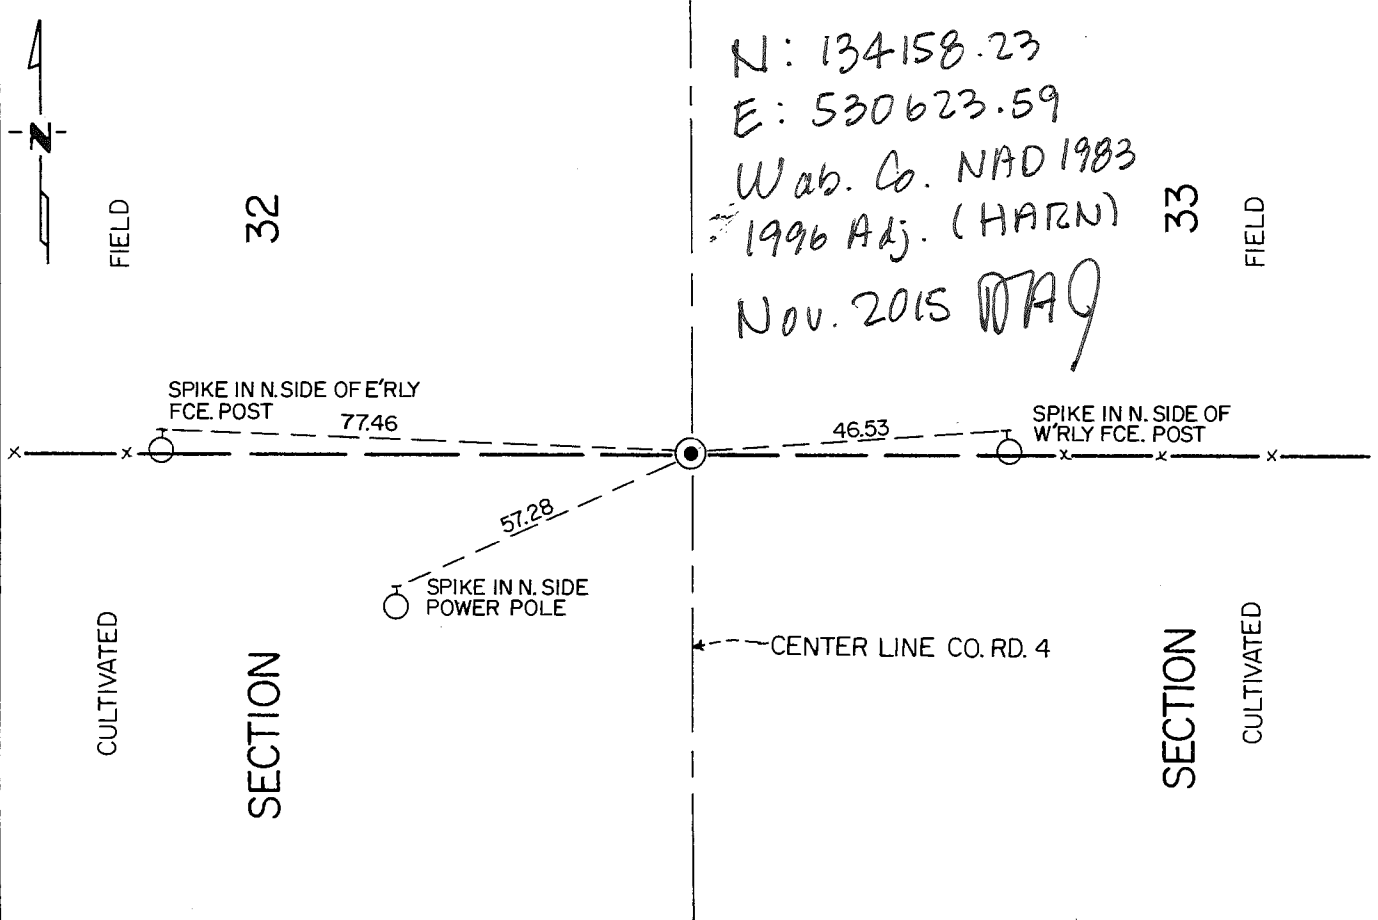 N: 134158.23
E: 530623.59
Wab. Co. NAD 1983
1996 Adj. (HARN)
Nov. 2015 DAJ
N
FIELD
32
33
FIELD
SPIKE IN N. SIDE OF E'RLY
FCE. POST
77.46
46.53
SPIKE IN N. SIDE OF
W'RLY FCE. POST
57.28
SPIKE IN N. SIDE
POWER POLE
CENTER LINE CO. RD. 4
CULTIVATED
SECTION
SECTION
CULTIVATED